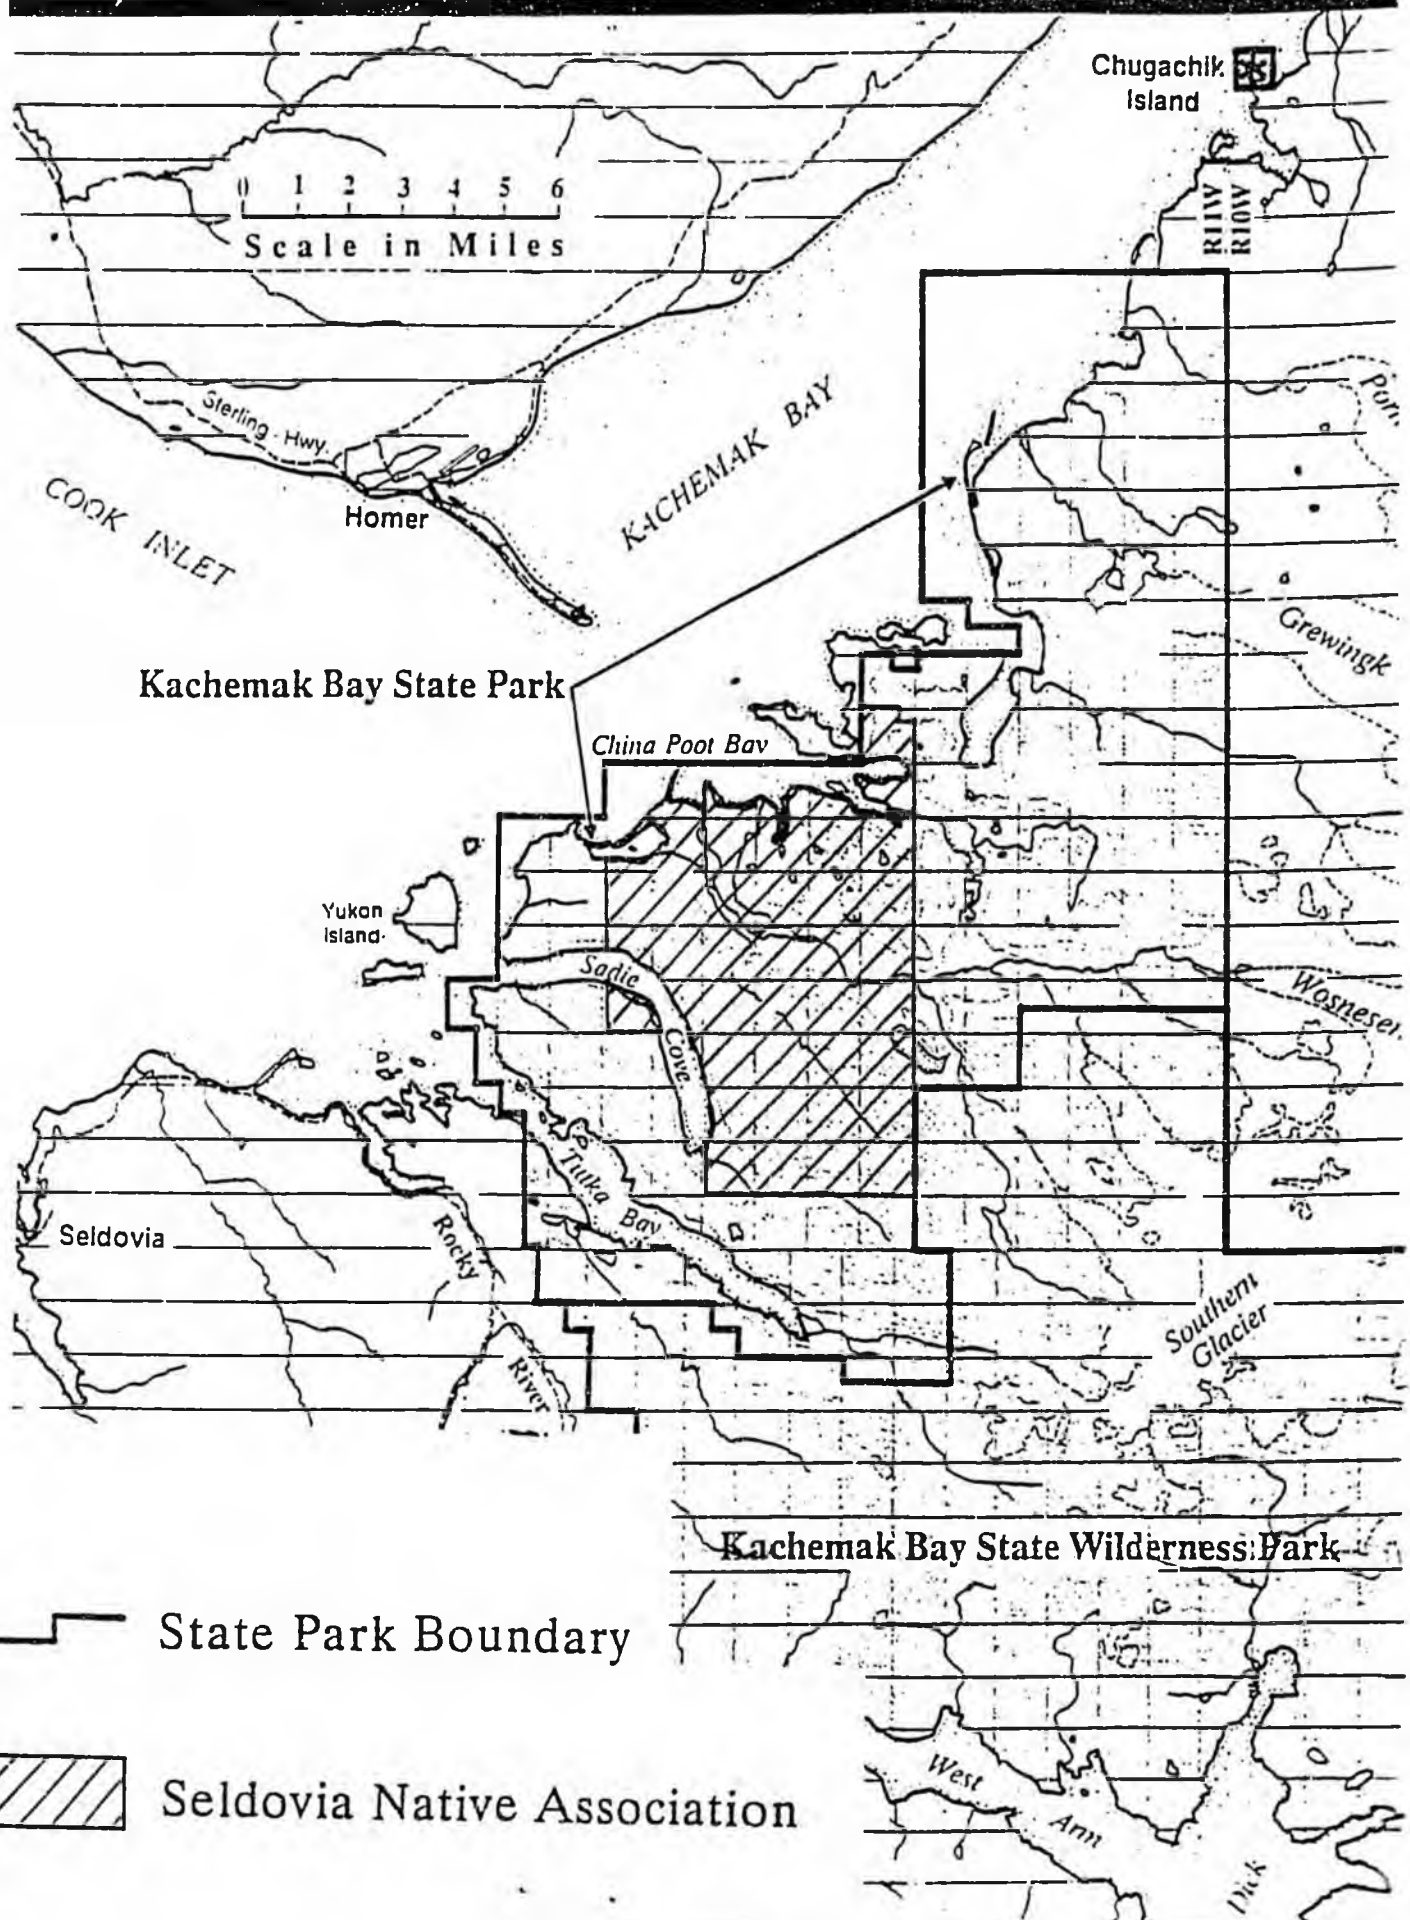 Chugachik
Island
0 1 2 3 4 5 6
Scale in Miles
R11W
R10W
Sterling Hwy.
COOK INLET
Homer
KACHEMAK BAY
Grewingk
Kachemak Bay State Park
China Poot Bay
Yukon
Island
Sadie
Cove
Wosnesen
Tutka
Bay
Seldovia
Rocky
River
Southern
Glacier
Kachemak Bay State Wilderness Park
State Park Boundary
Seldovia Native Association
West
Arm
Dick